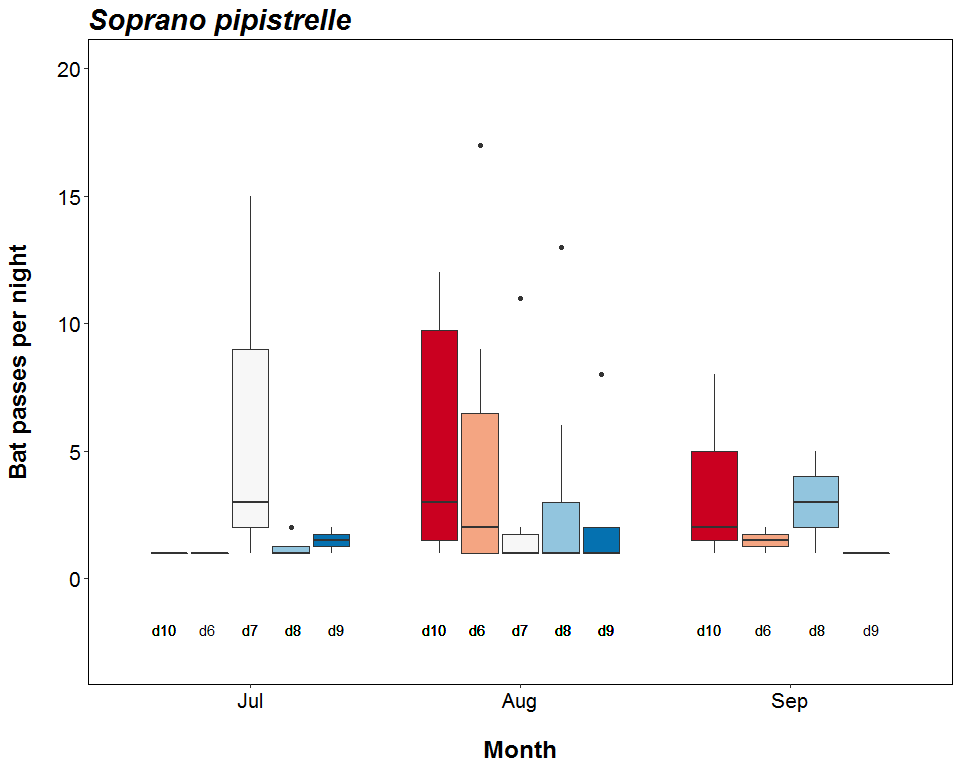 Soprano pipistrelle
20
15
10
5
0
Bat passes per night
d10 d6 d7 d8 d9 d10 d6 d7 d8 d9 d10 d6 d8 d9
Jul Aug Sep
Month